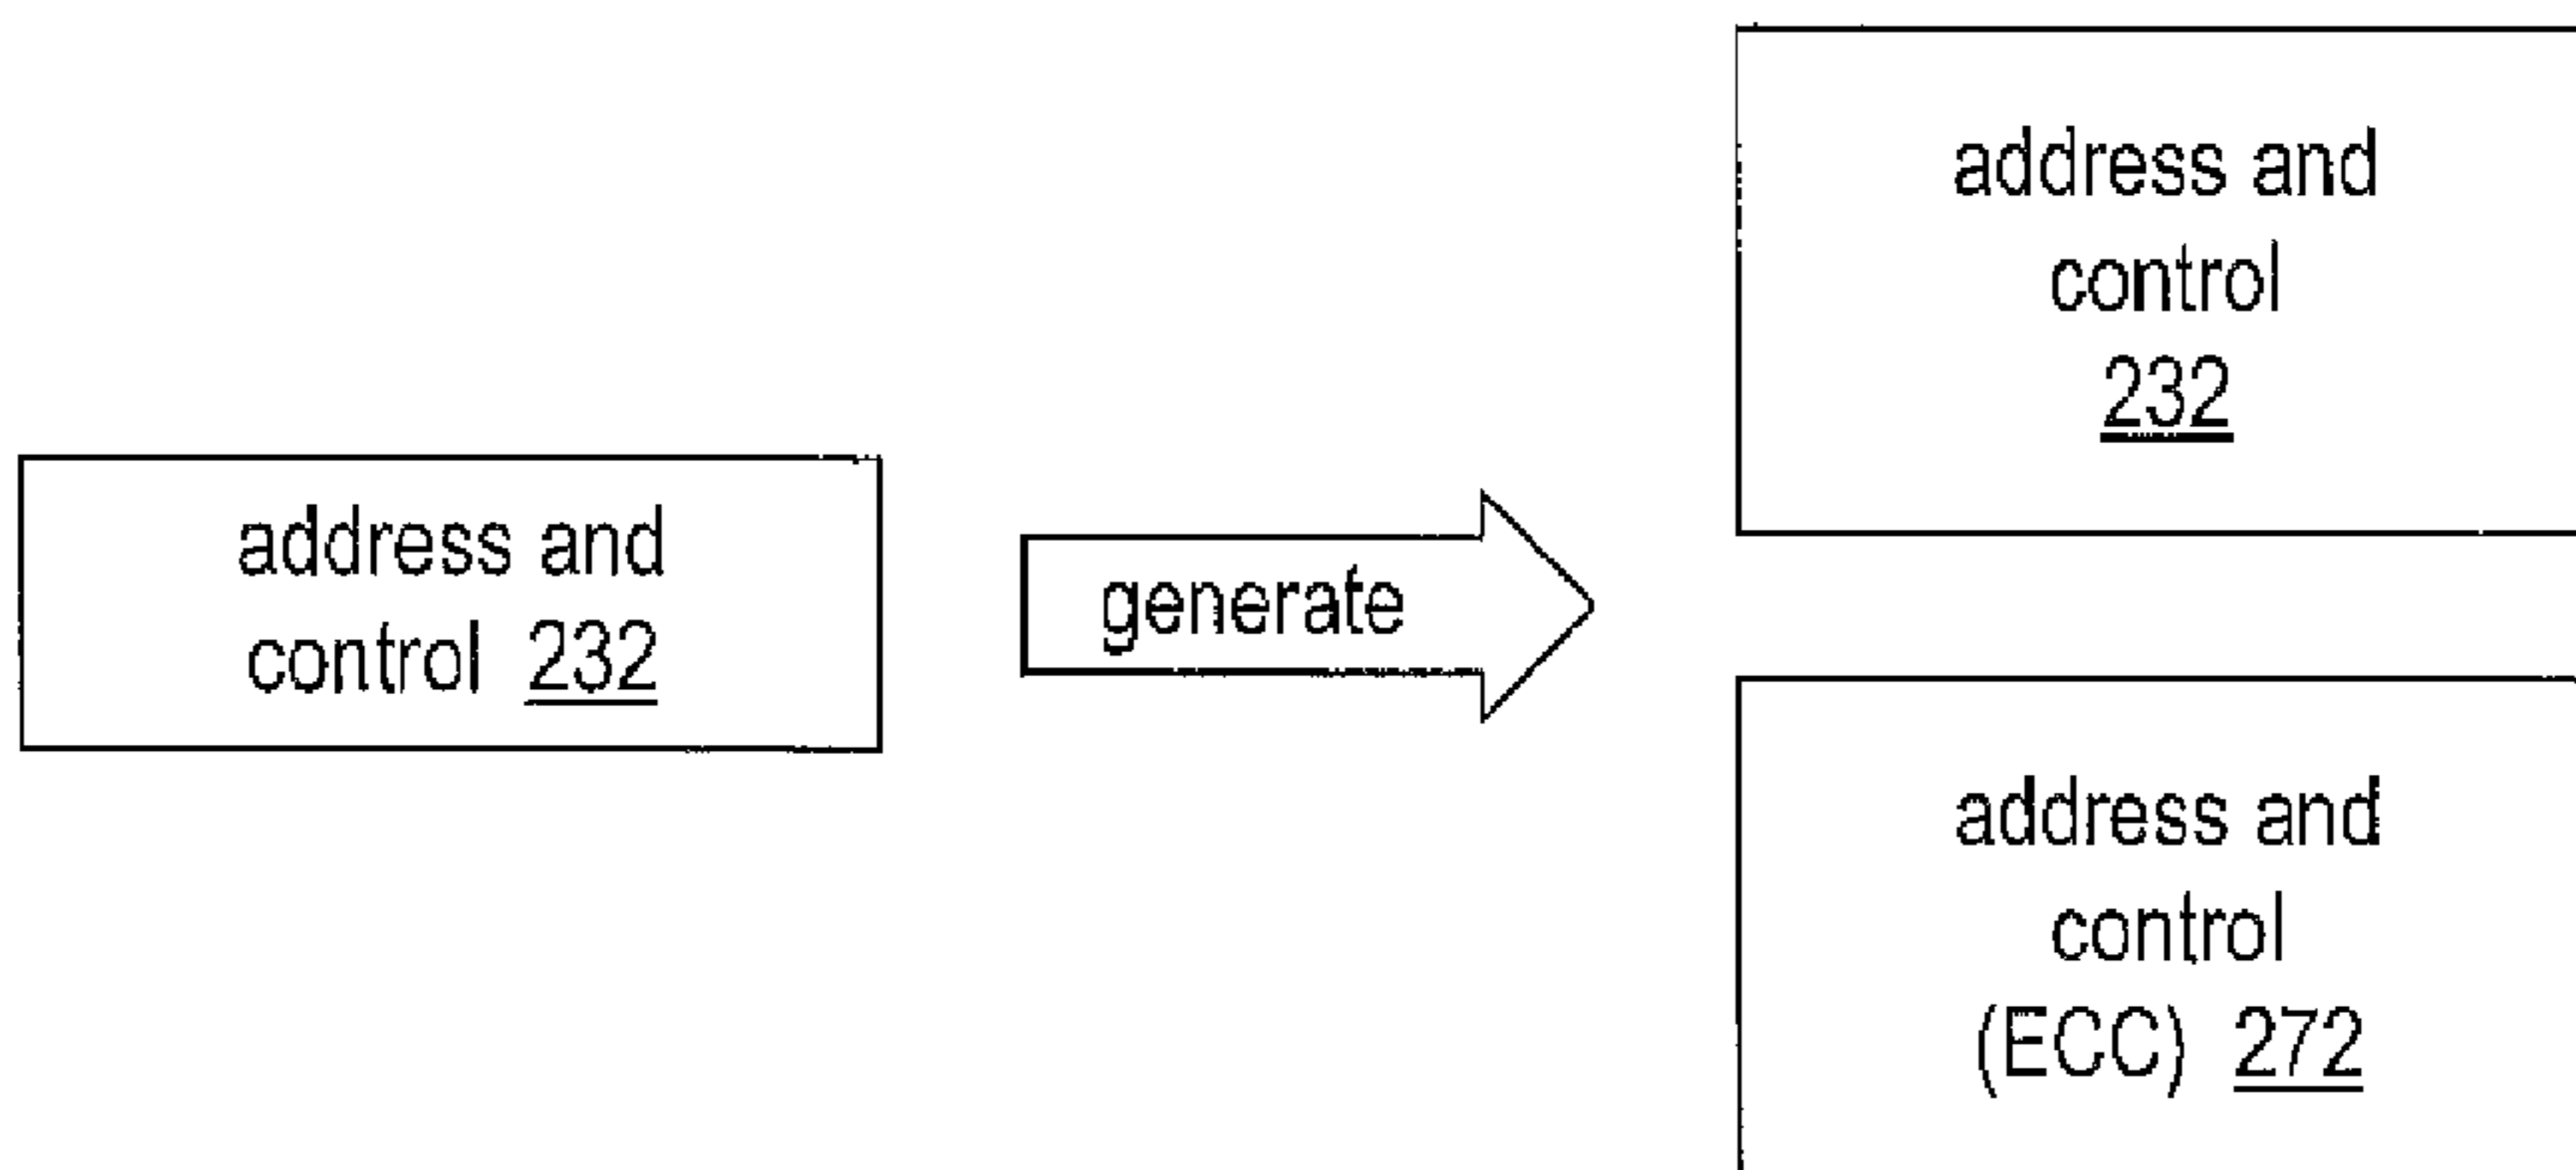 address and
control 232
generate
address and
control
232
address and
control
(ECC) 272